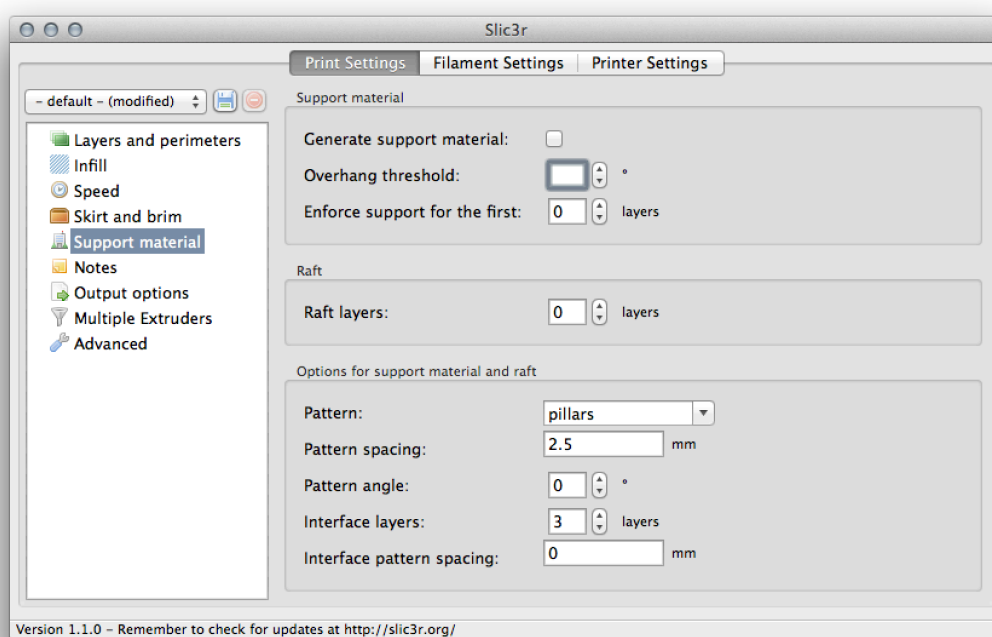 Slic3r
Print Settings Filament Settings Printer Settings
- default - (modified)
Layers and perimeters
Infill
Speed
Skirt and brim
Support material
Notes
Output options
Multiple Extruders
Advanced
Support material
Generate support material:
Overhang threshold: °
Enforce support for the first: 0 layers
Raft
Raft layers: 0 layers
Options for support material and raft
Pattern: pillars
Pattern spacing: 2.5 mm
Pattern angle: 0 °
Interface layers: 3 layers
Interface pattern spacing: 0 mm
Version 1.1.0 - Remember to check for updates at http://slic3r.org/